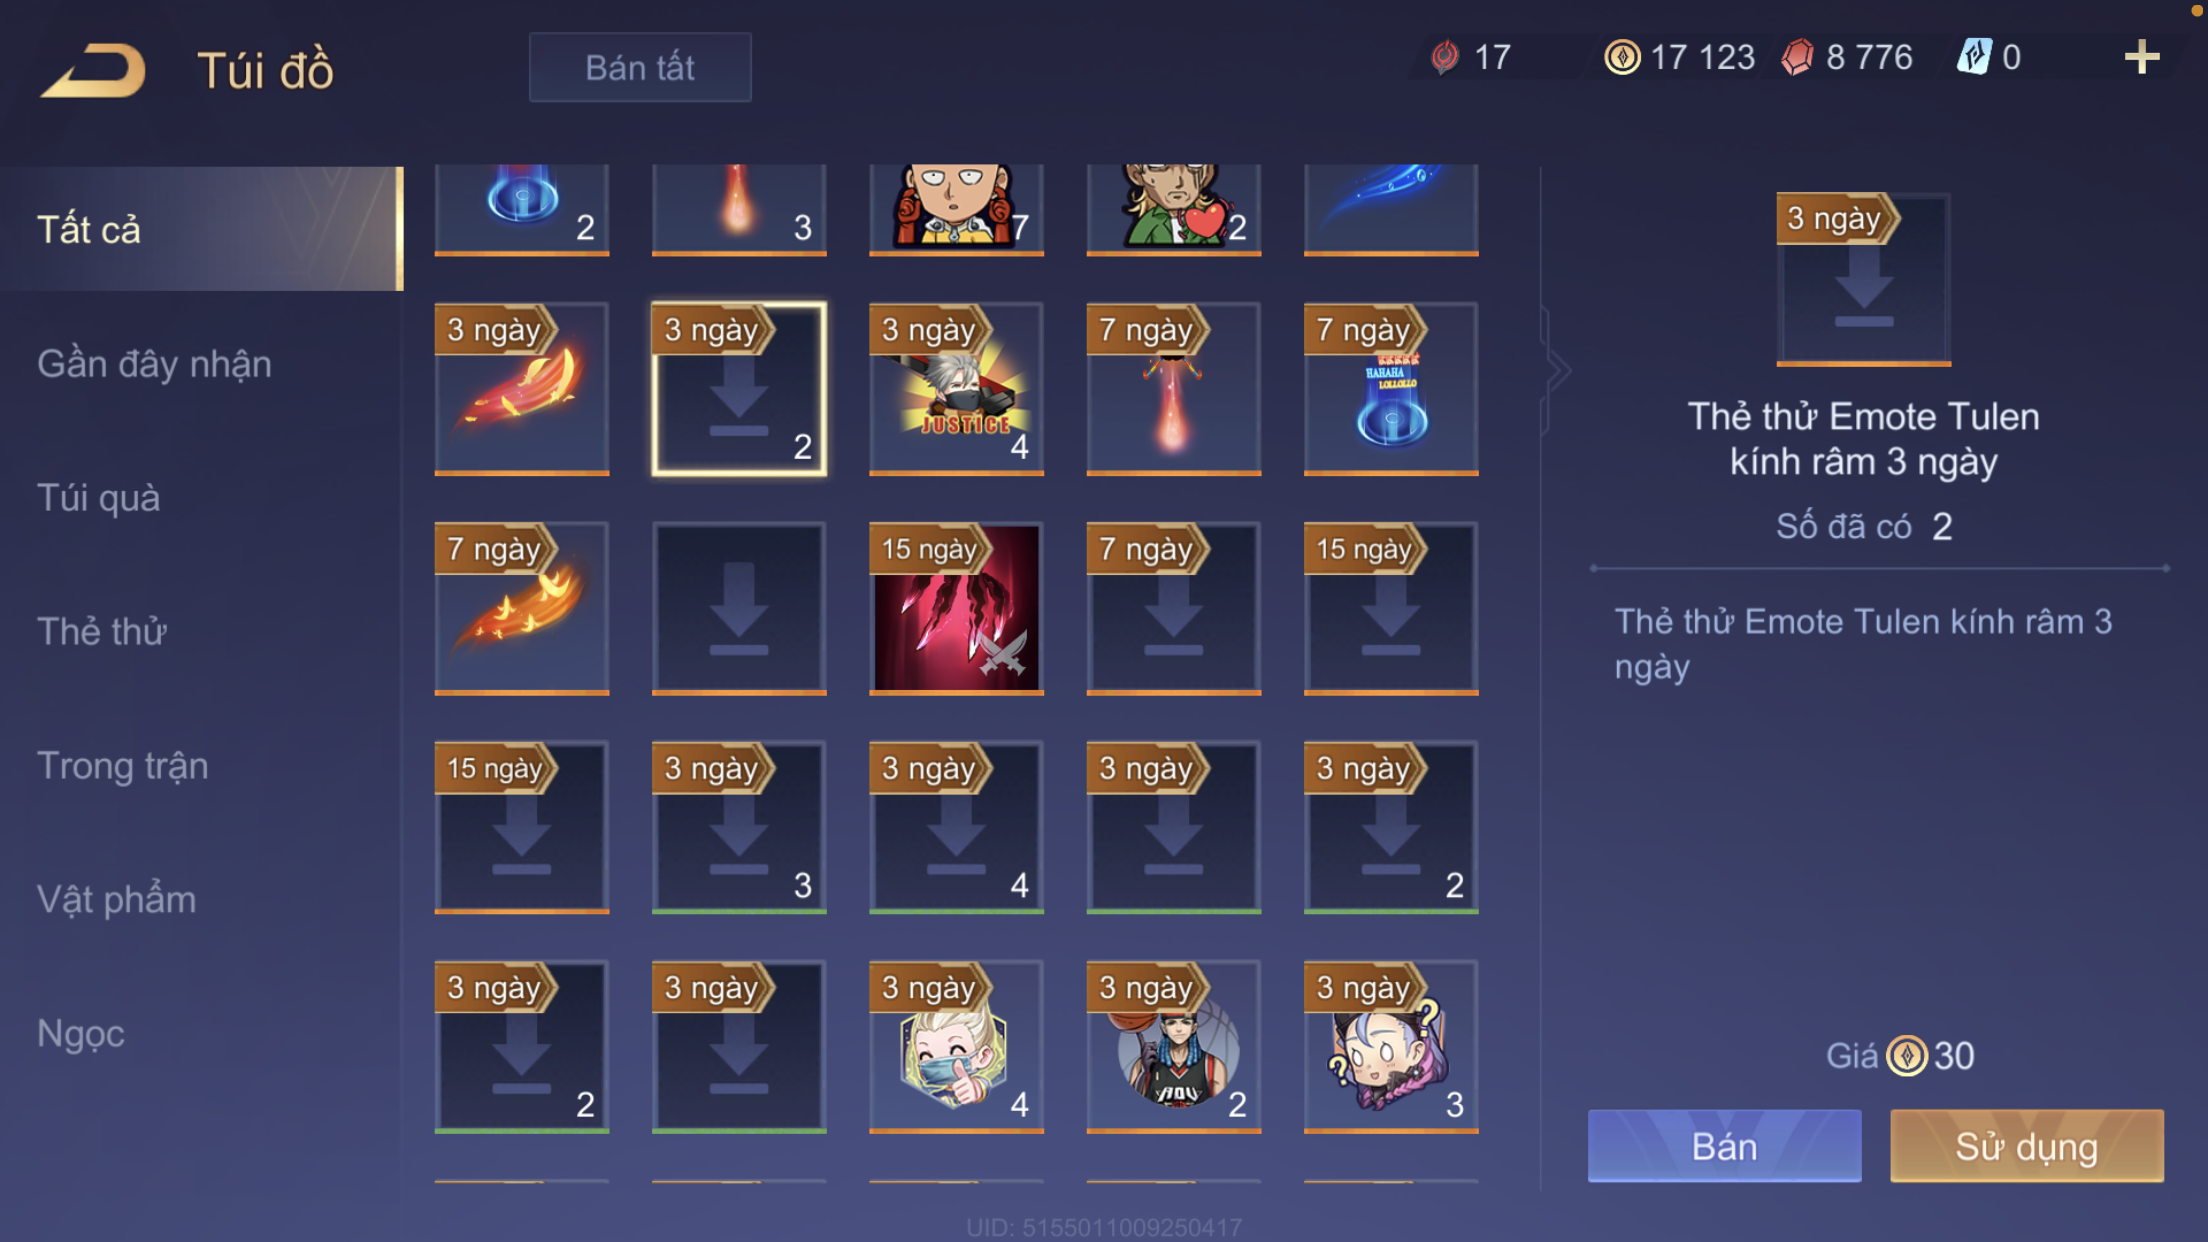 Túi đồ
Bán tất
17
17 123
8 776
0
Tất cả
Gần đây nhận
Túi quà
Thẻ thử
Trong trận
Vật phẩm
Ngọc
2
3
7
2
3 ngày
3 ngày
2
3 ngày
JUSTICE
4
7 ngày
7 ngày
HAHAHA
LOLLOLLO
7 ngày
15 ngày
7 ngày
15 ngày
15 ngày
3 ngày
3
3 ngày
4
3 ngày
3 ngày
2
3 ngày
2
3 ngày
3 ngày
4
3 ngày
AOV
2
3 ngày
? ?
3
3 ngày
Thẻ thử Emote Tulen
kính râm 3 ngày
Số đã có 2
Thẻ thử Emote Tulen kính râm 3
ngày
Giá 30
Bán
Sử dụng
UID: 5155011009250417